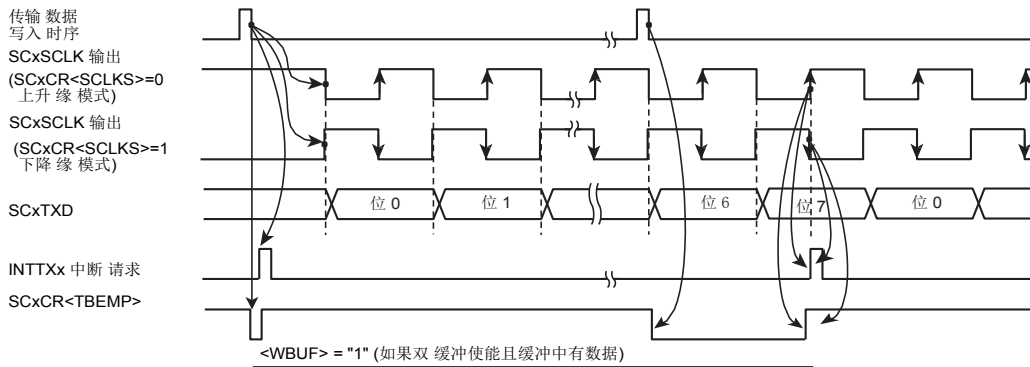 传输 数据
写入 时序
SCxSCLK 输出
(SCxCR<SCLKS>=0
上升 缘 模式)
SCxSCLK 输出
(SCxCR<SCLKS>=1
下降 缘 模式)
SCxTXD
位 0
位 1
位 6
位 7
位 0
INTTXx 中断 请求
SCxCR<TBEMP>
<WBUF> = "1" (如果双 缓冲使能且缓冲中有数据)